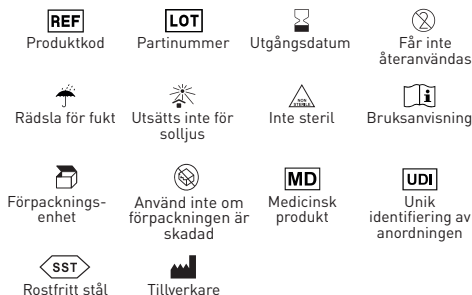 REF
Produktkod
LOT
Partinummer
Utgångsdatum
2
Får inte
återanvändas
Rädsla för fukt
Utsätts inte för
solljus
NON
STERILE
Inte steril
i
Bruksanvisning
Förpacknings-
enhet
Använd inte om
förpackningen är
skadad
MD
Medicinsk
produkt
UDI
Unik
identifiering av
anordningen
SST
Rostfritt stål
Tillverkare